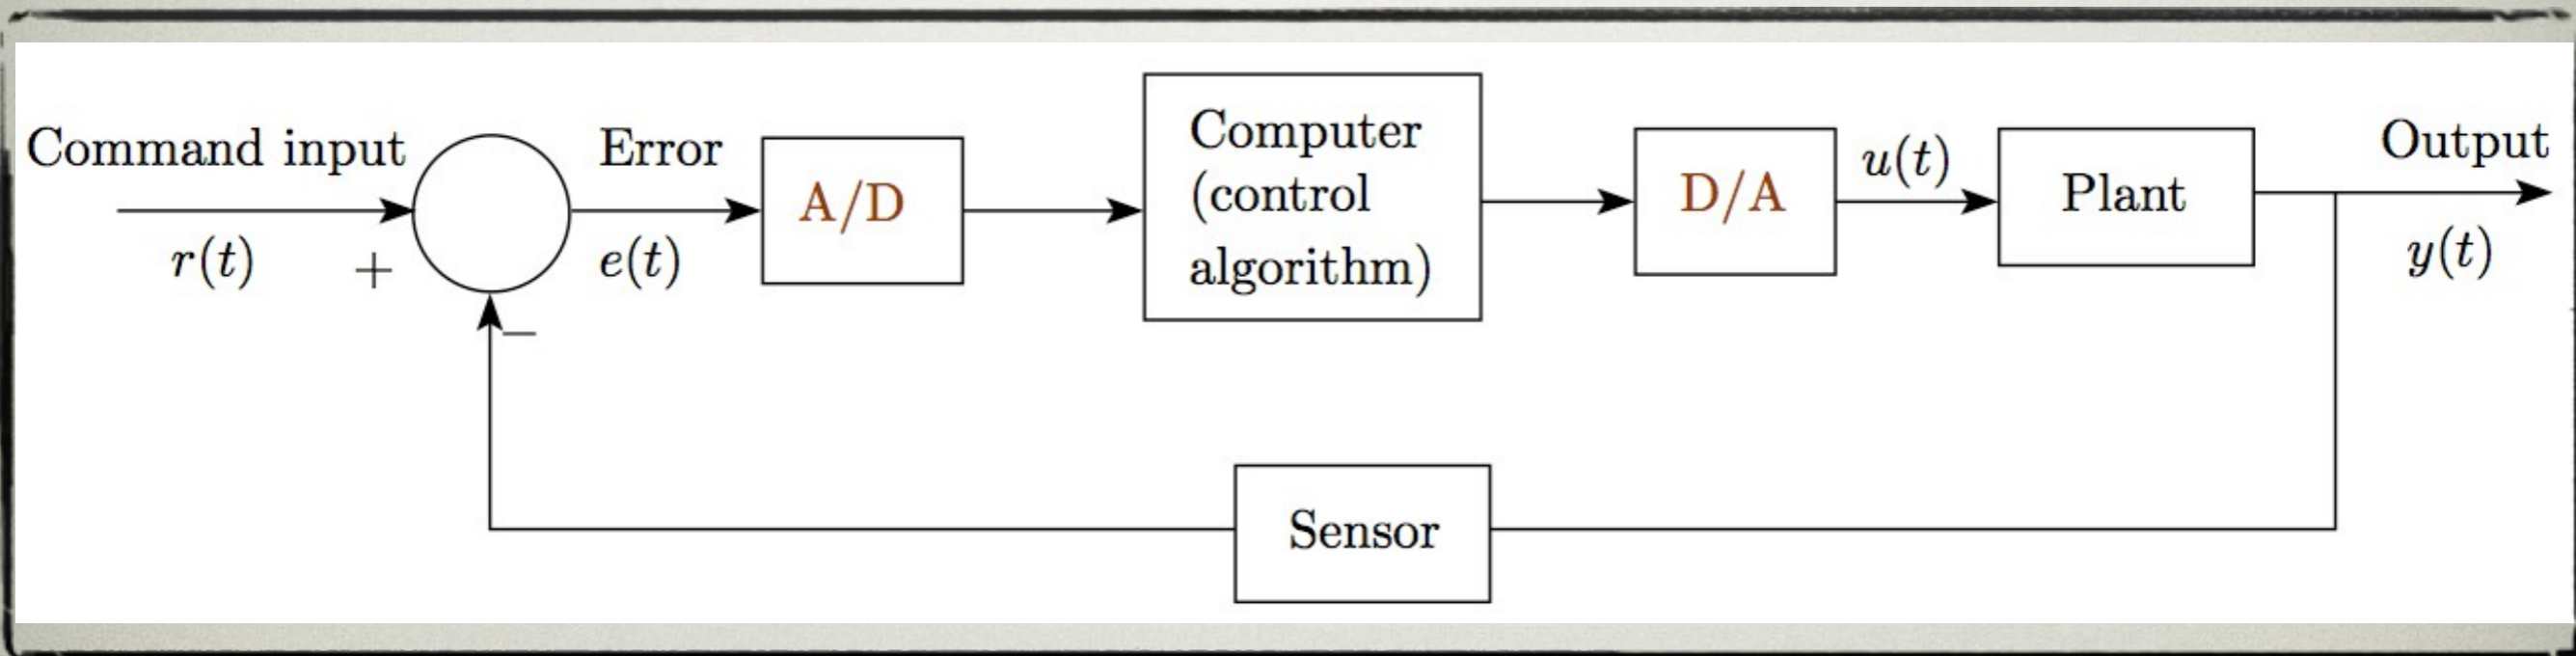 Command input
r(t)
+
−
Error
e(t)
A/D
Computer
(control
algorithm)
D/A
u(t)
Plant
Output
y(t)
Sensor